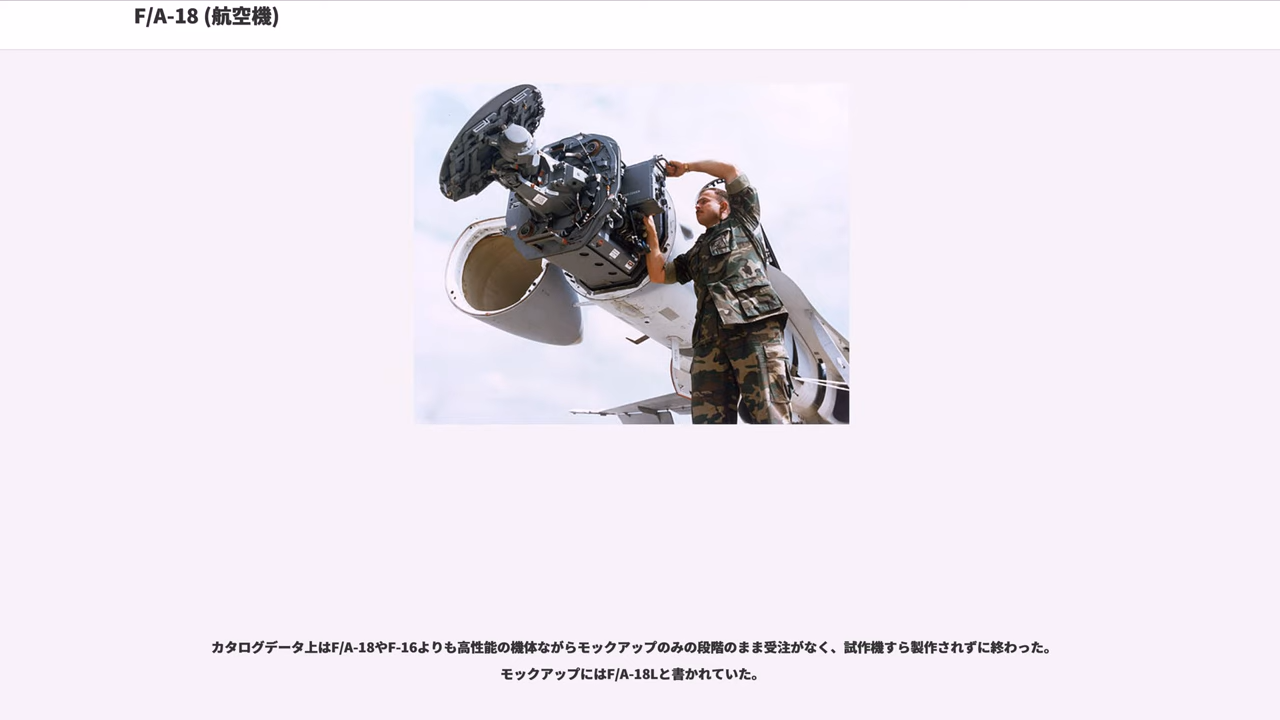 F/A-18 (航空機)
カタログデータ上はF/A-18やF-16よりも高性能の機体ながらモックアップのみの段階のまま受注がなく、試作機すら製作されずに終わった。
モックアップにはF/A-18Lと書かれていた。